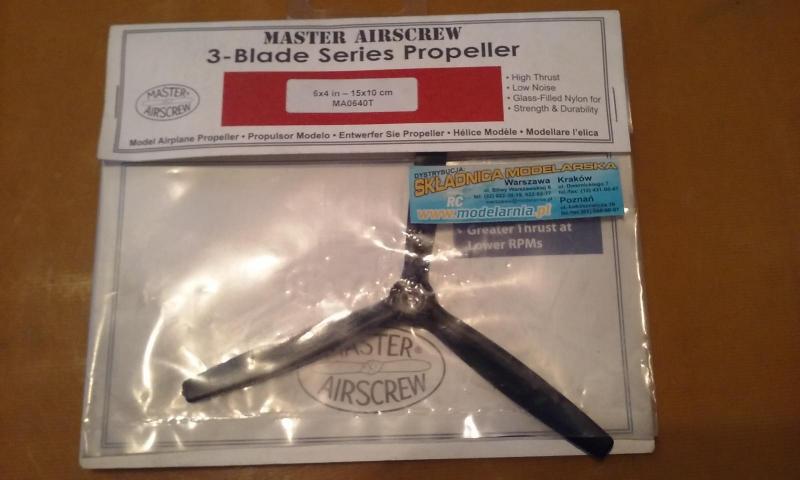 MASTER AIRSCREW
3-Blade Series Propeller
MASTER
AIRSCREW
6x4 in – 15x10 cm
MA0640T
• High Thrust
• Low Noise
• Glass-Filled Nylon for
• Strength & Durability
Model Airplane Propeller • Propulsor Modelo • Entwerfer Sie Propeller • Hélice Modèle • Modellare l'elica
DYSTRYBUCJA
SKŁADNICA MODELARSKA
RC
Warszawa
Kraków
Poznań
www.modelarnia.pl
Greater Thrust at
Lower RPMs
MASTER
AIRSCREW